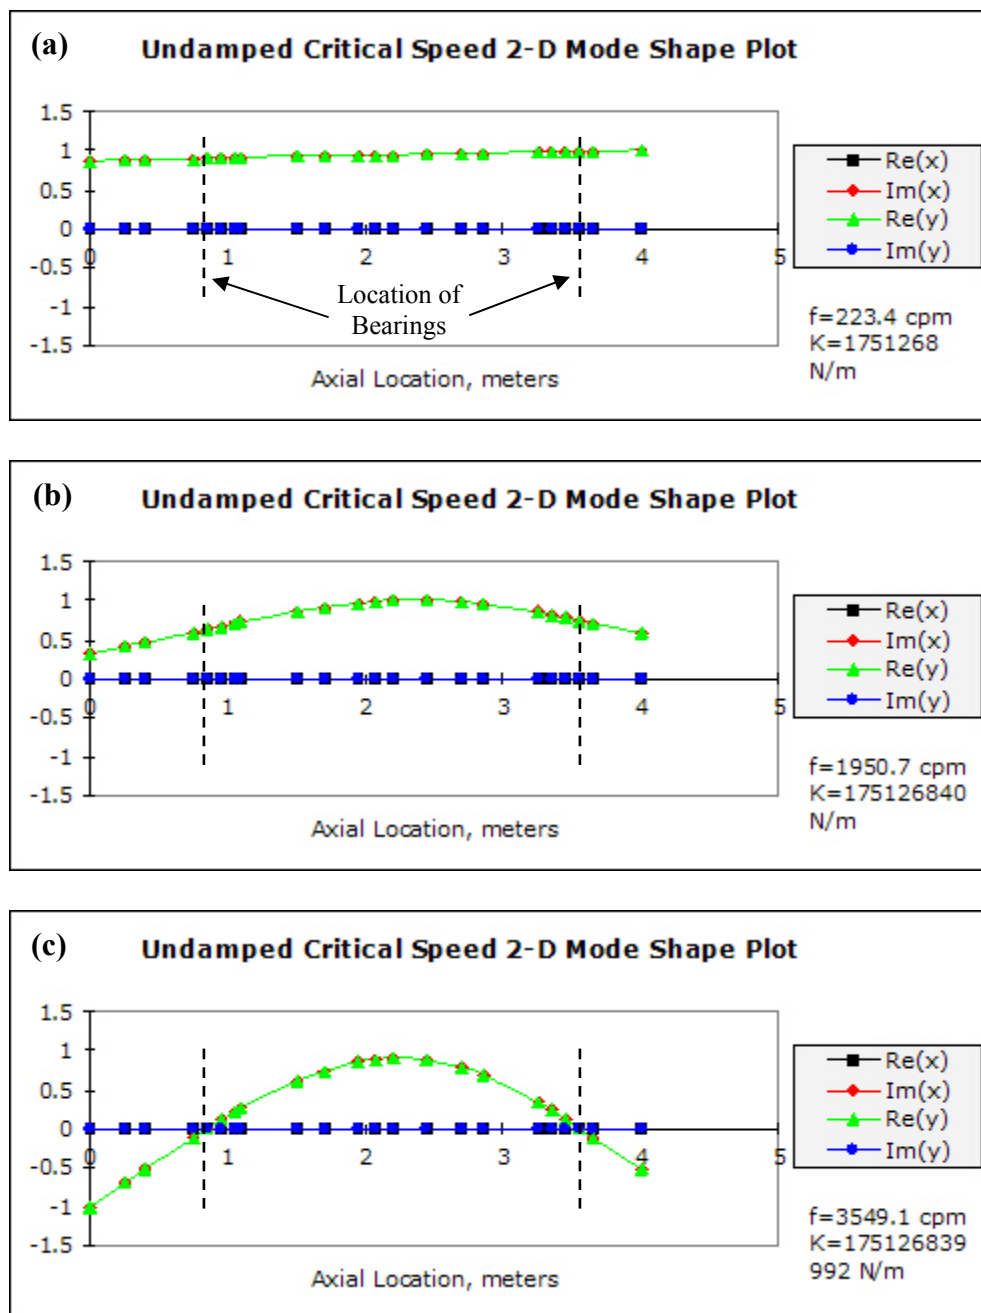 (a)
Undamped Critical Speed 2-D Mode Shape Plot
1.5
1
0.5
0
-0.5
-1
-1.5
0 1 2 3 4 5
Location of
Bearings
Axial Location, meters
Re(x)
Im(x)
Re(y)
Im(y)
f=223.4 cpm
K=1751268
N/m
(b)
Undamped Critical Speed 2-D Mode Shape Plot
1.5
1
0.5
0
-0.5
-1
-1.5
0 1 2 3 4 5
Axial Location, meters
Re(x)
Im(x)
Re(y)
Im(y)
f=1950.7 cpm
K=175126840
N/m
(c)
Undamped Critical Speed 2-D Mode Shape Plot
1.5
1
0.5
0
-0.5
-1
-1.5
0 1 2 3 4 5
Axial Location, meters
Re(x)
Im(x)
Re(y)
Im(y)
f=3549.1 cpm
K=175126839
992 N/m